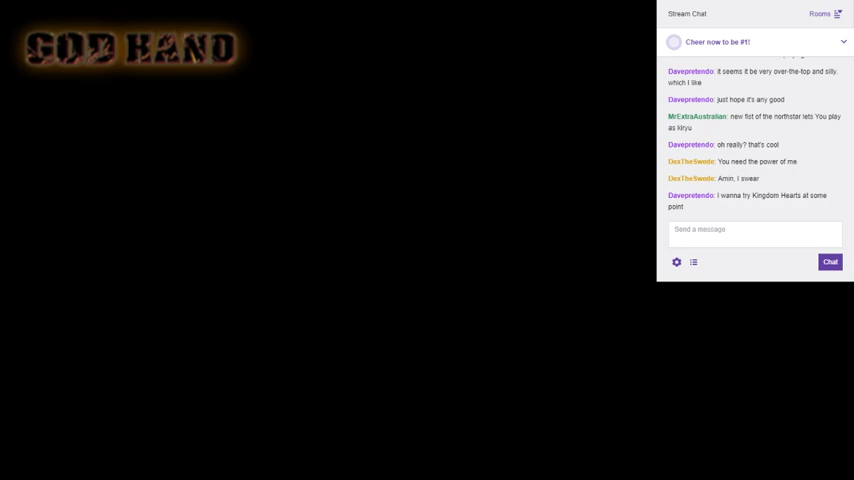 GOD HAND
Stream Chat
Rooms
Cheer now to be #1!
Davepretendo: it seems it be very over-the-top and silly,
which I like
Davepretendo: just hope it's any good
MrExtraAustralian: new fist of the northstar lets You play
as kiryu
Davepretendo: oh really? that's cool
DexTheSwede: You need the power of me
DexTheSwede: Amin, I swear
Davepretendo: I wanna try Kingdom Hearts at some
point
Send a message
Chat